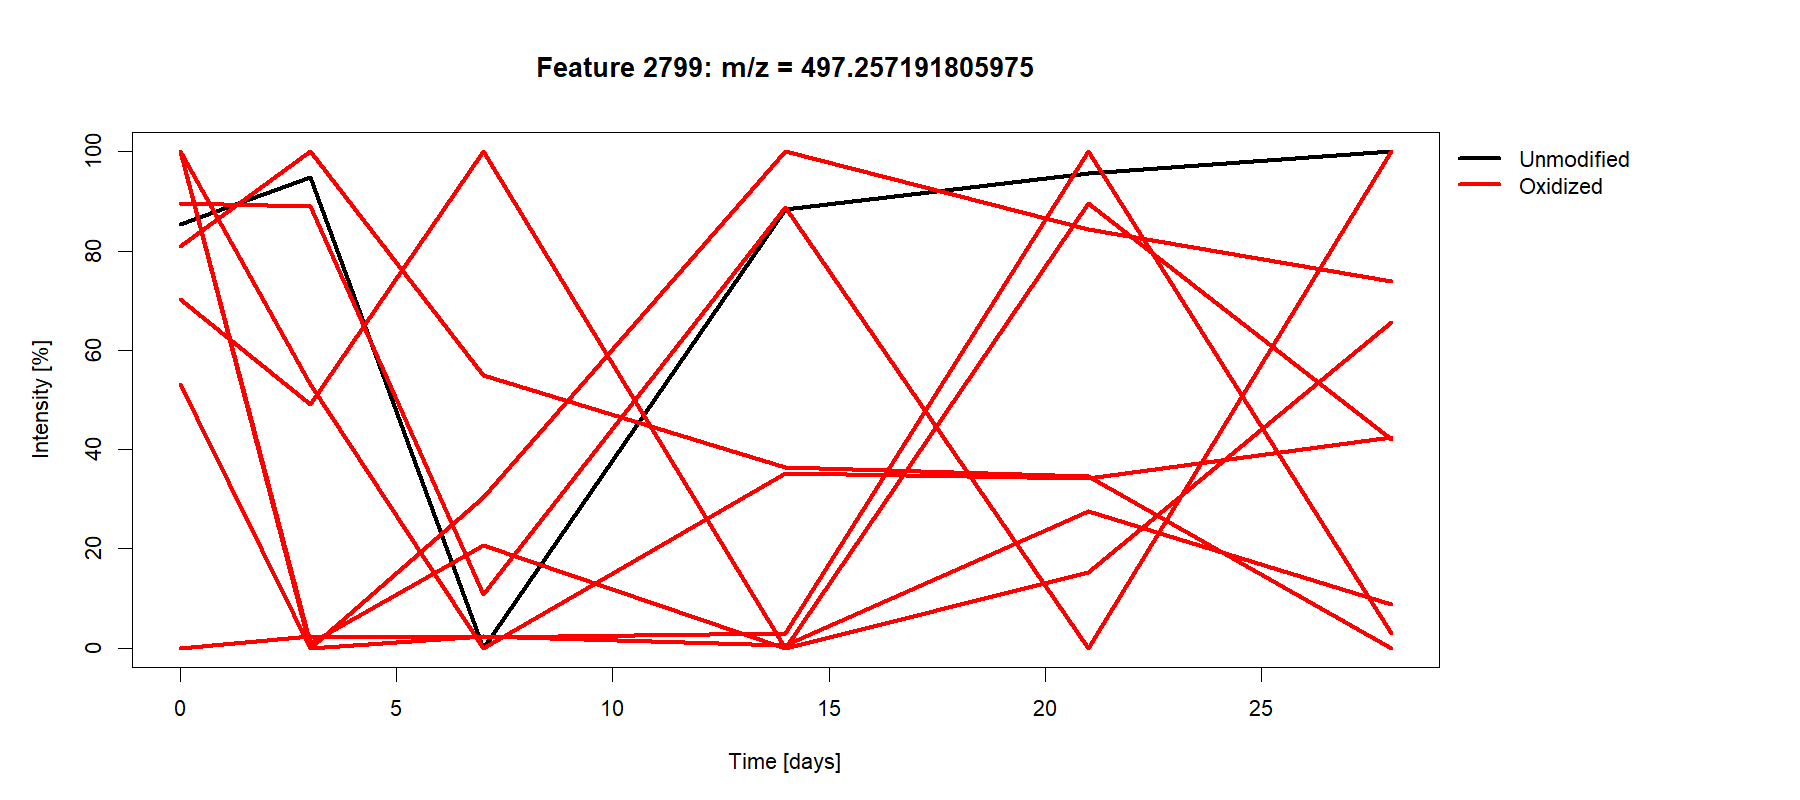 Feature 2799: m/z = 497.257191805975
Unmodified
Oxidized
Intensity [%]
100
80
60
40
20
0
0 5 10 15 20 25
Time [days]